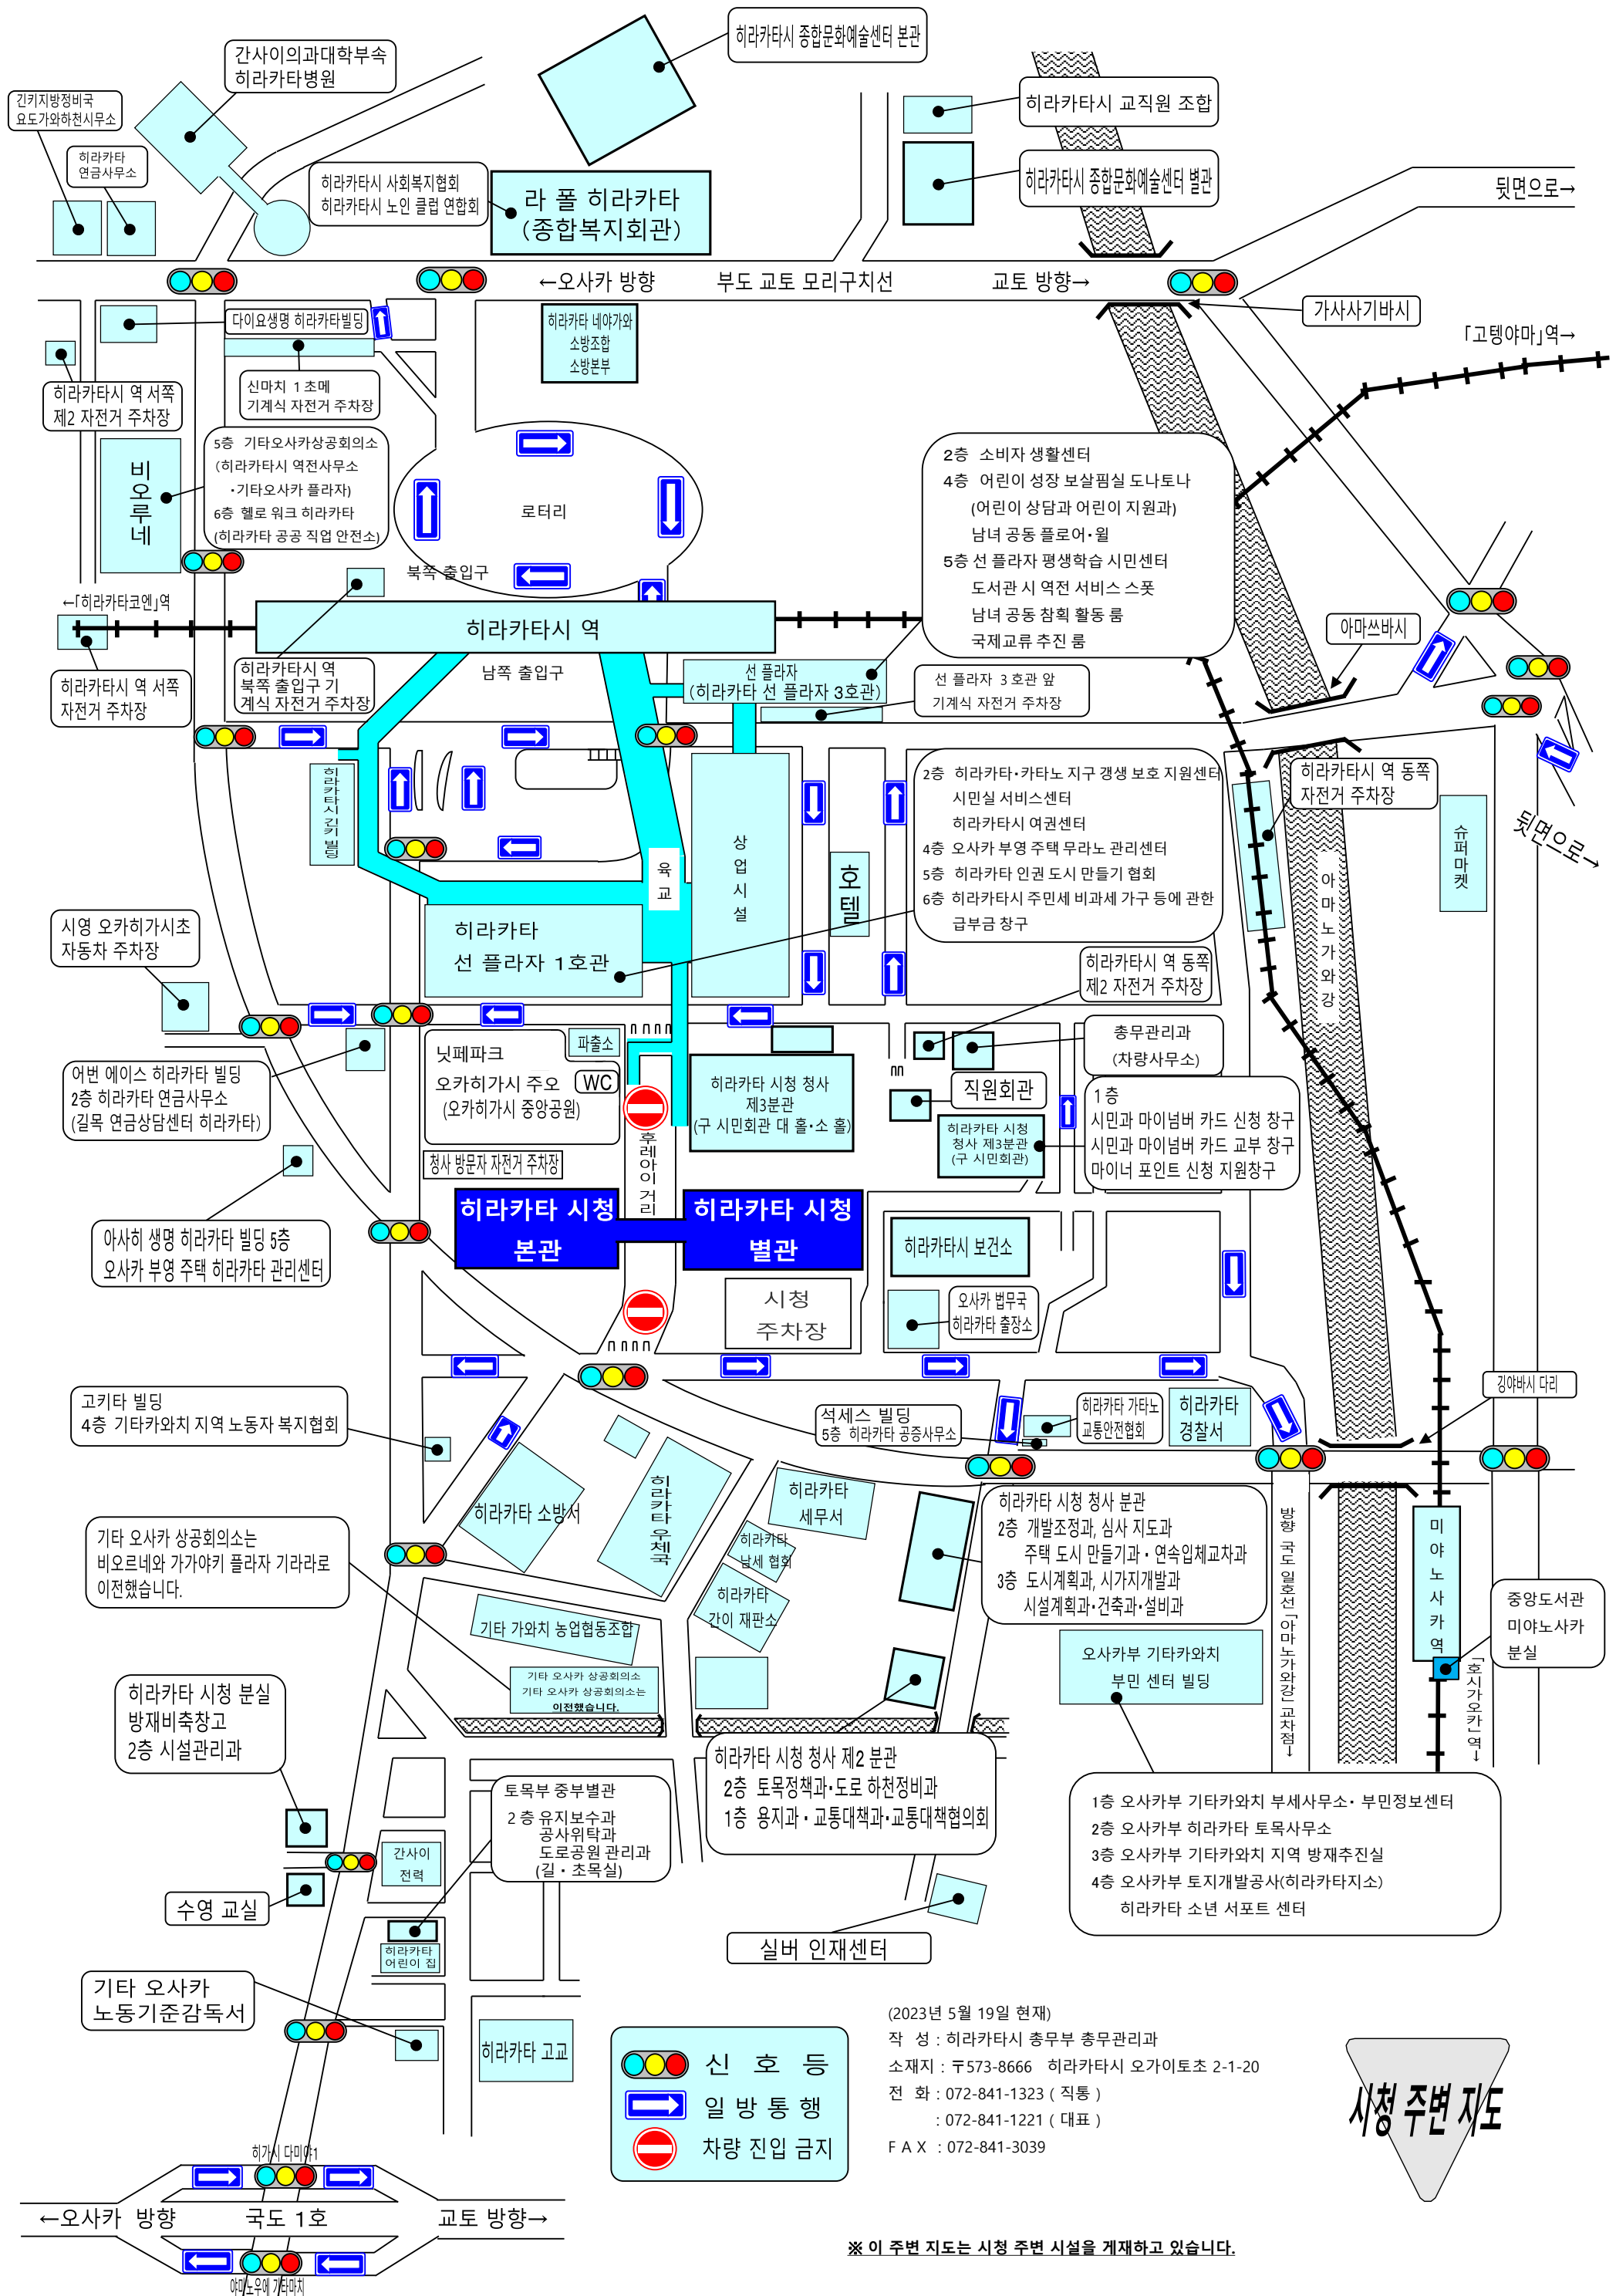 히라카타시 종합문화예술센터 본관
간사이의과대학부속
히라카타병원
긴키지방정비국
요도가와하천사무소
히라카타
연금사무소
히라카타시 사회복지협회
히라카타시 노인 클럽 연합회
라 폴 히라카타
(종합복지회관)
히라카타시 교직원 조합
히라카타시 종합문화예술센터 별관
뒷면으로→
←오사카 방향
부도 교토 모리구치선
교토 방향→
가사사기바시
「고텡야마」역→
다이요생명 히라카타빌딩
히라카타 네야가와
소방조합
소방본부
히라카타시 역 서쪽
제2 자전거 주차장
신마치 1초메
기계식 자전거 주차장
비오루네
5층 기타오사카상공회의소
(히라카타시 역전사무소
・기타오사카 플라자)
6층 헬로 워크 히라카타
(히라카타 공공 직업 안전소)
로터리
북쪽 출입구
2층 소비자 생활센터
4층 어린이 성장 보살핌실 도나토나
(어린이 상담과 어린이 지원과)
남녀 공동 플로어・윌
5층 선 플라자 평생학습 시민센터
도서관 시 역전 서비스 스폿
남녀 공동 참획 활동 룸
국제교류 추진 룸
←「히라카타코엔」역
히라카타시 역
아마쓰바시
히라카타시 역 서쪽
자전거 주차장
히라카타시 역
북쪽 출입구 기
계식 자전거 주차장
남쪽 출입구
선 플라자
(히라카타 선 플라자 3호관)
선 플라자 3호관 앞
기계식 자전거 주차장
히라카타시 긴키 빌딩
육교
상업시설
호텔
2층 히라카타・카타노 지구 갱생 보호 지원센터
시민실 서비스센터
히라카타시 여권센터
4층 오사카 부영 주택 무라노 관리센터
5층 히라카타 인권 도시 만들기 협회
6층 히라카타시 주민세 비과세 가구 등에 관한
급부금 창구
히라카타시 역 동쪽
자전거 주차장
슈퍼마켓
뒷면으로→
아마노가와강
히라카타
선 플라자 1호관
시영 오카히가시초
자동차 주차장
히라카타시 역 동쪽
제2 자전거 주차장
어번 에이스 히라카타 빌딩
2층 히라카타 연금사무소
(길목 연금상담센터 히라카타)
닛페파크
오카히가시 주오
(오카히가시 중앙공원)
파출소
WC
청사 방문자 자전거 주차장
히라카타 시청 청사
제3분관
(구 시민회관 대 홀・소 홀)
총무관리과
(차량사무소)
직원회관
히라카타 시청
청사 제3분관
(구 시민회관)
1층
시민과 마이넘버 카드 신청 창구
시민과 마이넘버 카드 교부 창구
마이너 포인트 신청 지원창구
후레아이 거리
히라카타 시청
본관
히라카타 시청
별관
아사히 생명 히라카타 빌딩 5층
오사카 부영 주택 히라카타 관리센터
히라카타시 보건소
시청
주차장
오사카 법무국
히라카타 출장소
고키타 빌딩
4층 기타카와치 지역 노동자 복지협회
석세스 빌딩
5층 히라카타 공증사무소
히라카타 가타노
교통안전협회
히라카타
경찰서
깅야바시 다리
히라카타 소방서
히라카타 우체국
히라카타
세무서
히라카타
납세 협회
히라카타
간이 재판소
히라카타 시청 청사 분관
2층 개발조정과, 심사 지도과
주택 도시 만들기과・연속입체교차과
3층 도시계획과, 시가지개발과
시설계획과・건축과・설비과
기타 오사카 상공회의소는
비오르네와 가가야키 플라자 기라라로
이전했습니다.
방향 국도 일호선 「아마노가와강」 교차점→
미야노사카역
중앙도서관
미야노사카
분실
「호시가오카」역→
기타 가와치 농업협동조합
기타 오사카 상공회의소
기타 오사카 상공회의소는
이전했습니다.
오사카부 기타카와치
부민 센터 빌딩
히라카타 시청 분실
방재비축창고
2층 시설관리과
히라카타 시청 청사 제2 분관
2층 토목정책과・도로 하천정비과
1층 용지과・교통대책과・교통대책협의회
토목부 중부별관
2층 유지보수과
공사위탁과
도로공원 관리과
(길・초목실)
1층 오사카부 기타카와치 부세사무소・ 부민정보센터
2층 오사카부 히라카타 토목사무소
3층 오사카부 기타카와치 지역 방재추진실
4층 오사카부 토지개발공사(히라카타지소)
히라카타 소년 서포트 센터
간사이
전력
수영 교실
실버 인재센터
히라카타
어린이 집
기타 오사카
노동기준감독서
히라카타 고교
신 호 등
일 방 통 행
차량 진입 금지
(2023년 5월 19일 현재)
작 성 : 히라카타시 총무부 총무관리과
소재지 : 〒573-8666 히라카타시 오가이토초 2-1-20
전 화 : 072-841-1323 ( 직통 )
: 072-841-1221 ( 대표 )
F A X : 072-841-3039
시청 주변 지도
히가시 다미야1
←오사카 방향
국도 1호
교토 방향→
※ 이 주변 지도는 시청 주변 시설을 게재하고 있습니다.